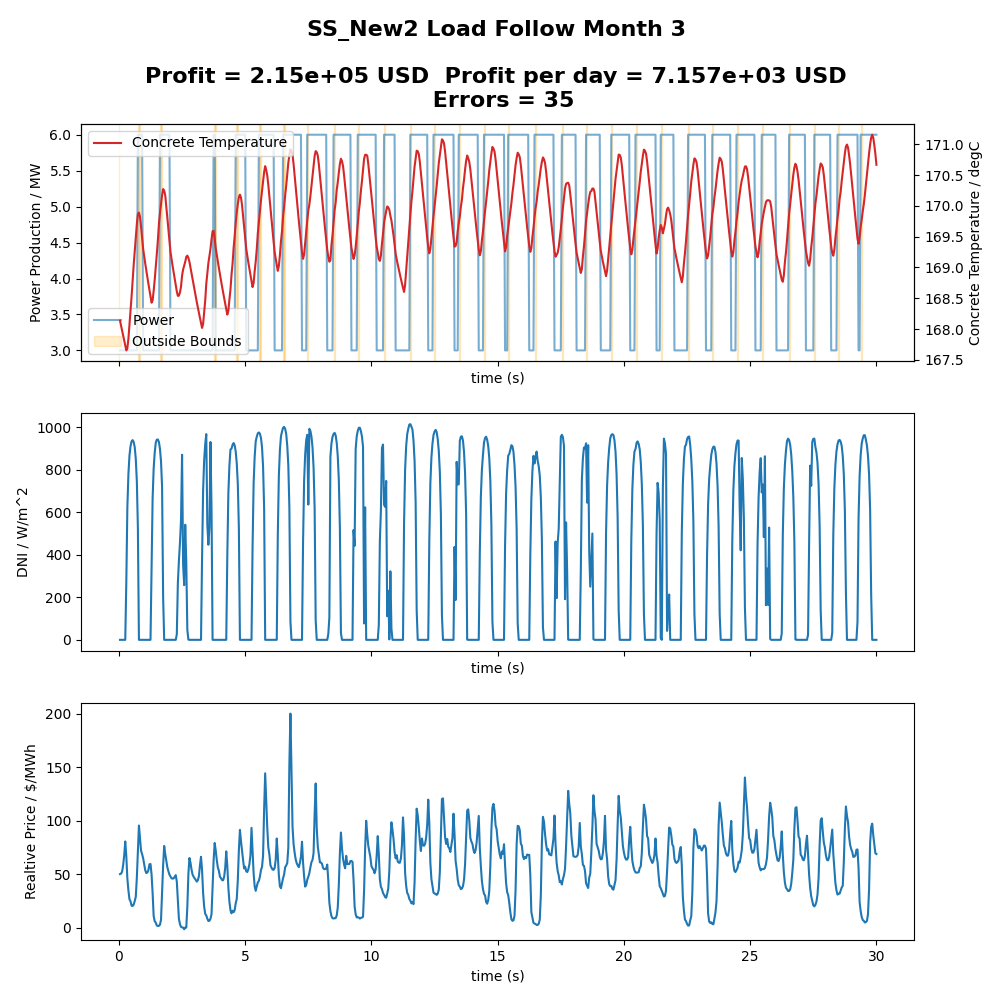 SS_New2 Load Follow Month 3
Profit = 2.15e+05 USD  Profit per day = 7.157e+03 USD
Errors = 35
Concrete Temperature
Power
Outside Bounds
Power Production / MW
6.0
5.5
5.0
4.5
4.0
3.5
3.0
171.0
170.5
170.0
169.5
169.0
168.5
168.0
167.5
Concrete Temperature / degC
time (s)
DNI / W/m^2
1000
800
600
400
200
0
time (s)
Realtive Price / $/MWh
200
150
100
50
0
0 5 10 15 20 25 30
time (s)